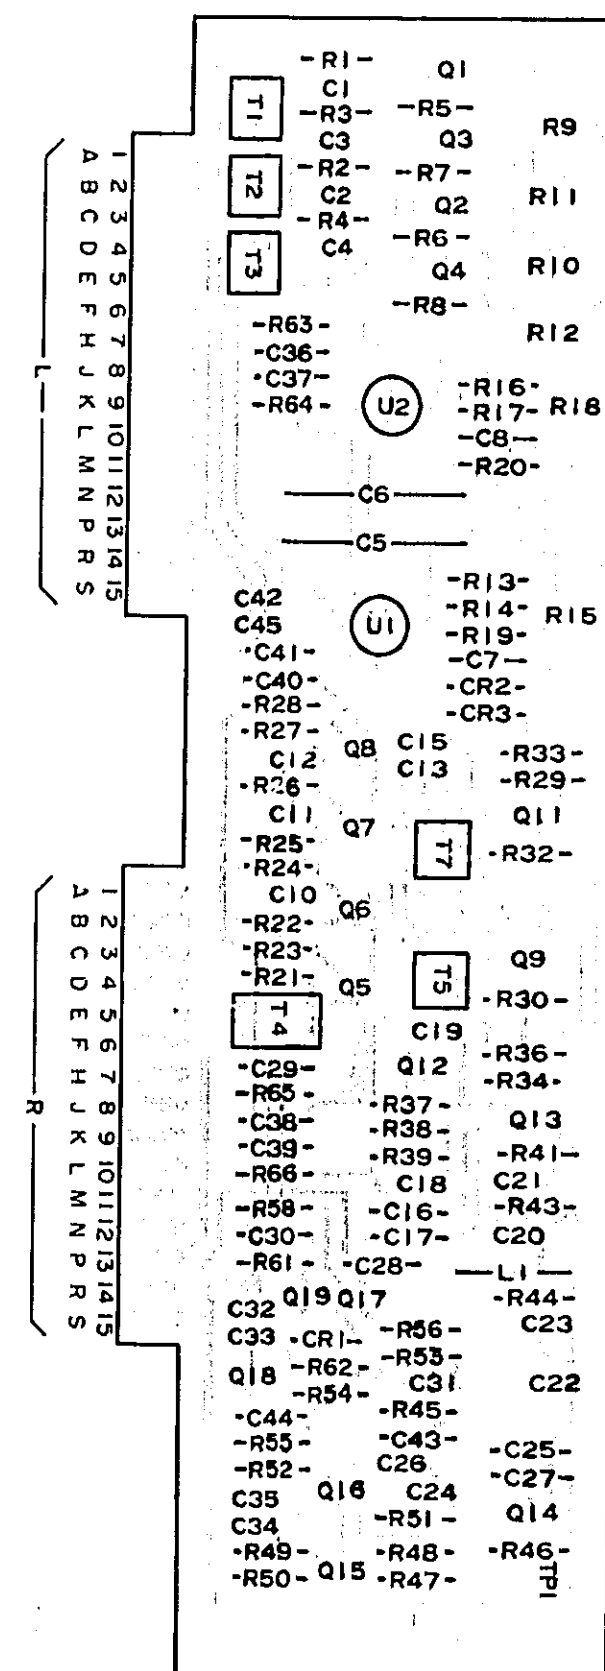 R1
Q1
C1
T1
R3
R5
R9
C3
Q3
R2
R7
T2
C2
R11
Q2
R4
C4
R6
T3
Q4
R10
R8
R63
R12
C36
C37
R64
U2
R16
R17
R18
C8
R20
C6
C5
A B C D E F H J K L M N P R S
1 2 3 4 5 6 7 8 9 10 11 12 13 14 15
L
R13
C42
R14
R15
C45
U1
R19
C41
C7
C40
CR2
R28
CR3
R27
Q8
C15
R33
C12
C13
R29
R26
C11
Q7
Q11
R25
T7
R32
R24
C10
Q6
R22
R23
Q9
R21
Q5
T5
R30
T4
C19
R36
C29
Q12
R34
R65
R37
C38
R38
Q13
C39
R39
R41
R66
C18
C21
R58
C16
R43
C30
C17
C20
R61
C28
L1
A B C D E F H J K L M N P R S
1 2 3 4 5 6 7 8 9 10 11 12 13 14 15
R
Q19
Q17
R44
C32
C33
CR1
R56
C23
R62
R53
Q18
C31
C22
R54
R45
C44
R55
C43
C25
R52
C26
C27
Q16
C24
C35
R51
Q14
C34
R49
R48
R46
R50
Q15
R47
TP1